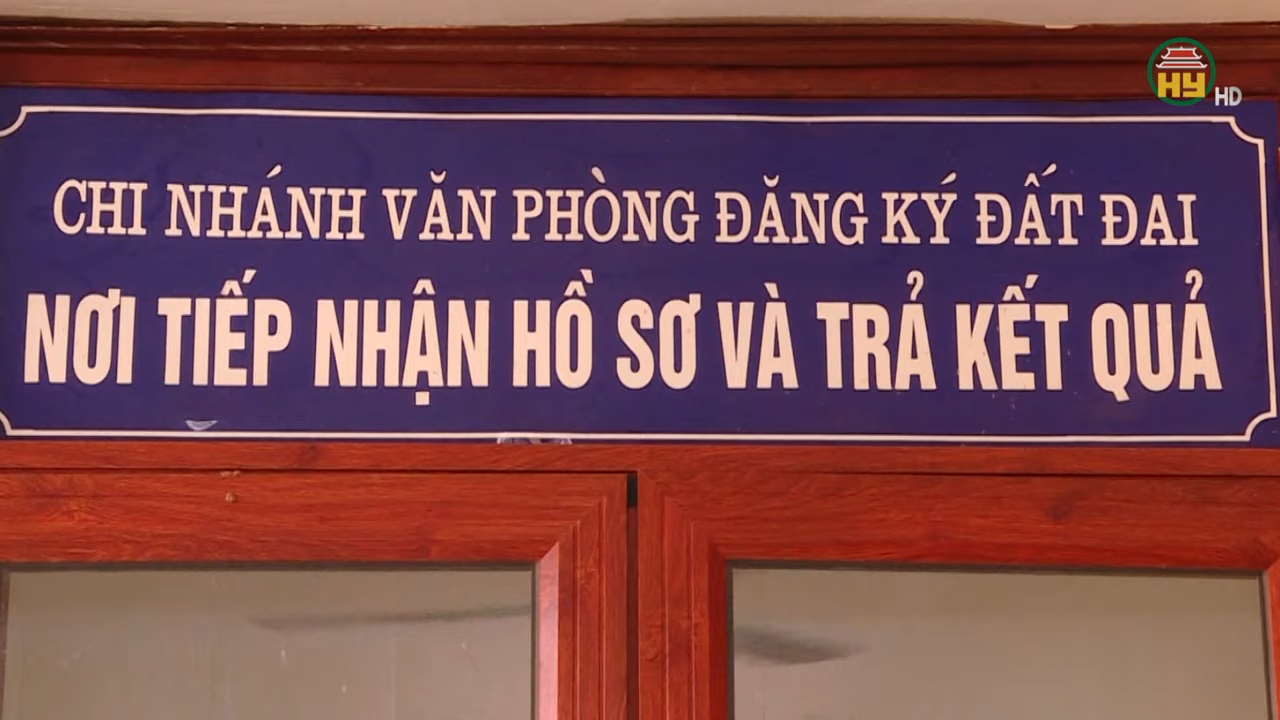 HY HD
CHI NHÁNH VĂN PHÒNG ĐĂNG KÝ ĐẤT ĐAI
NƠI TIẾP NHẬN HỒ SƠ VÀ TRẢ KẾT QUẢ